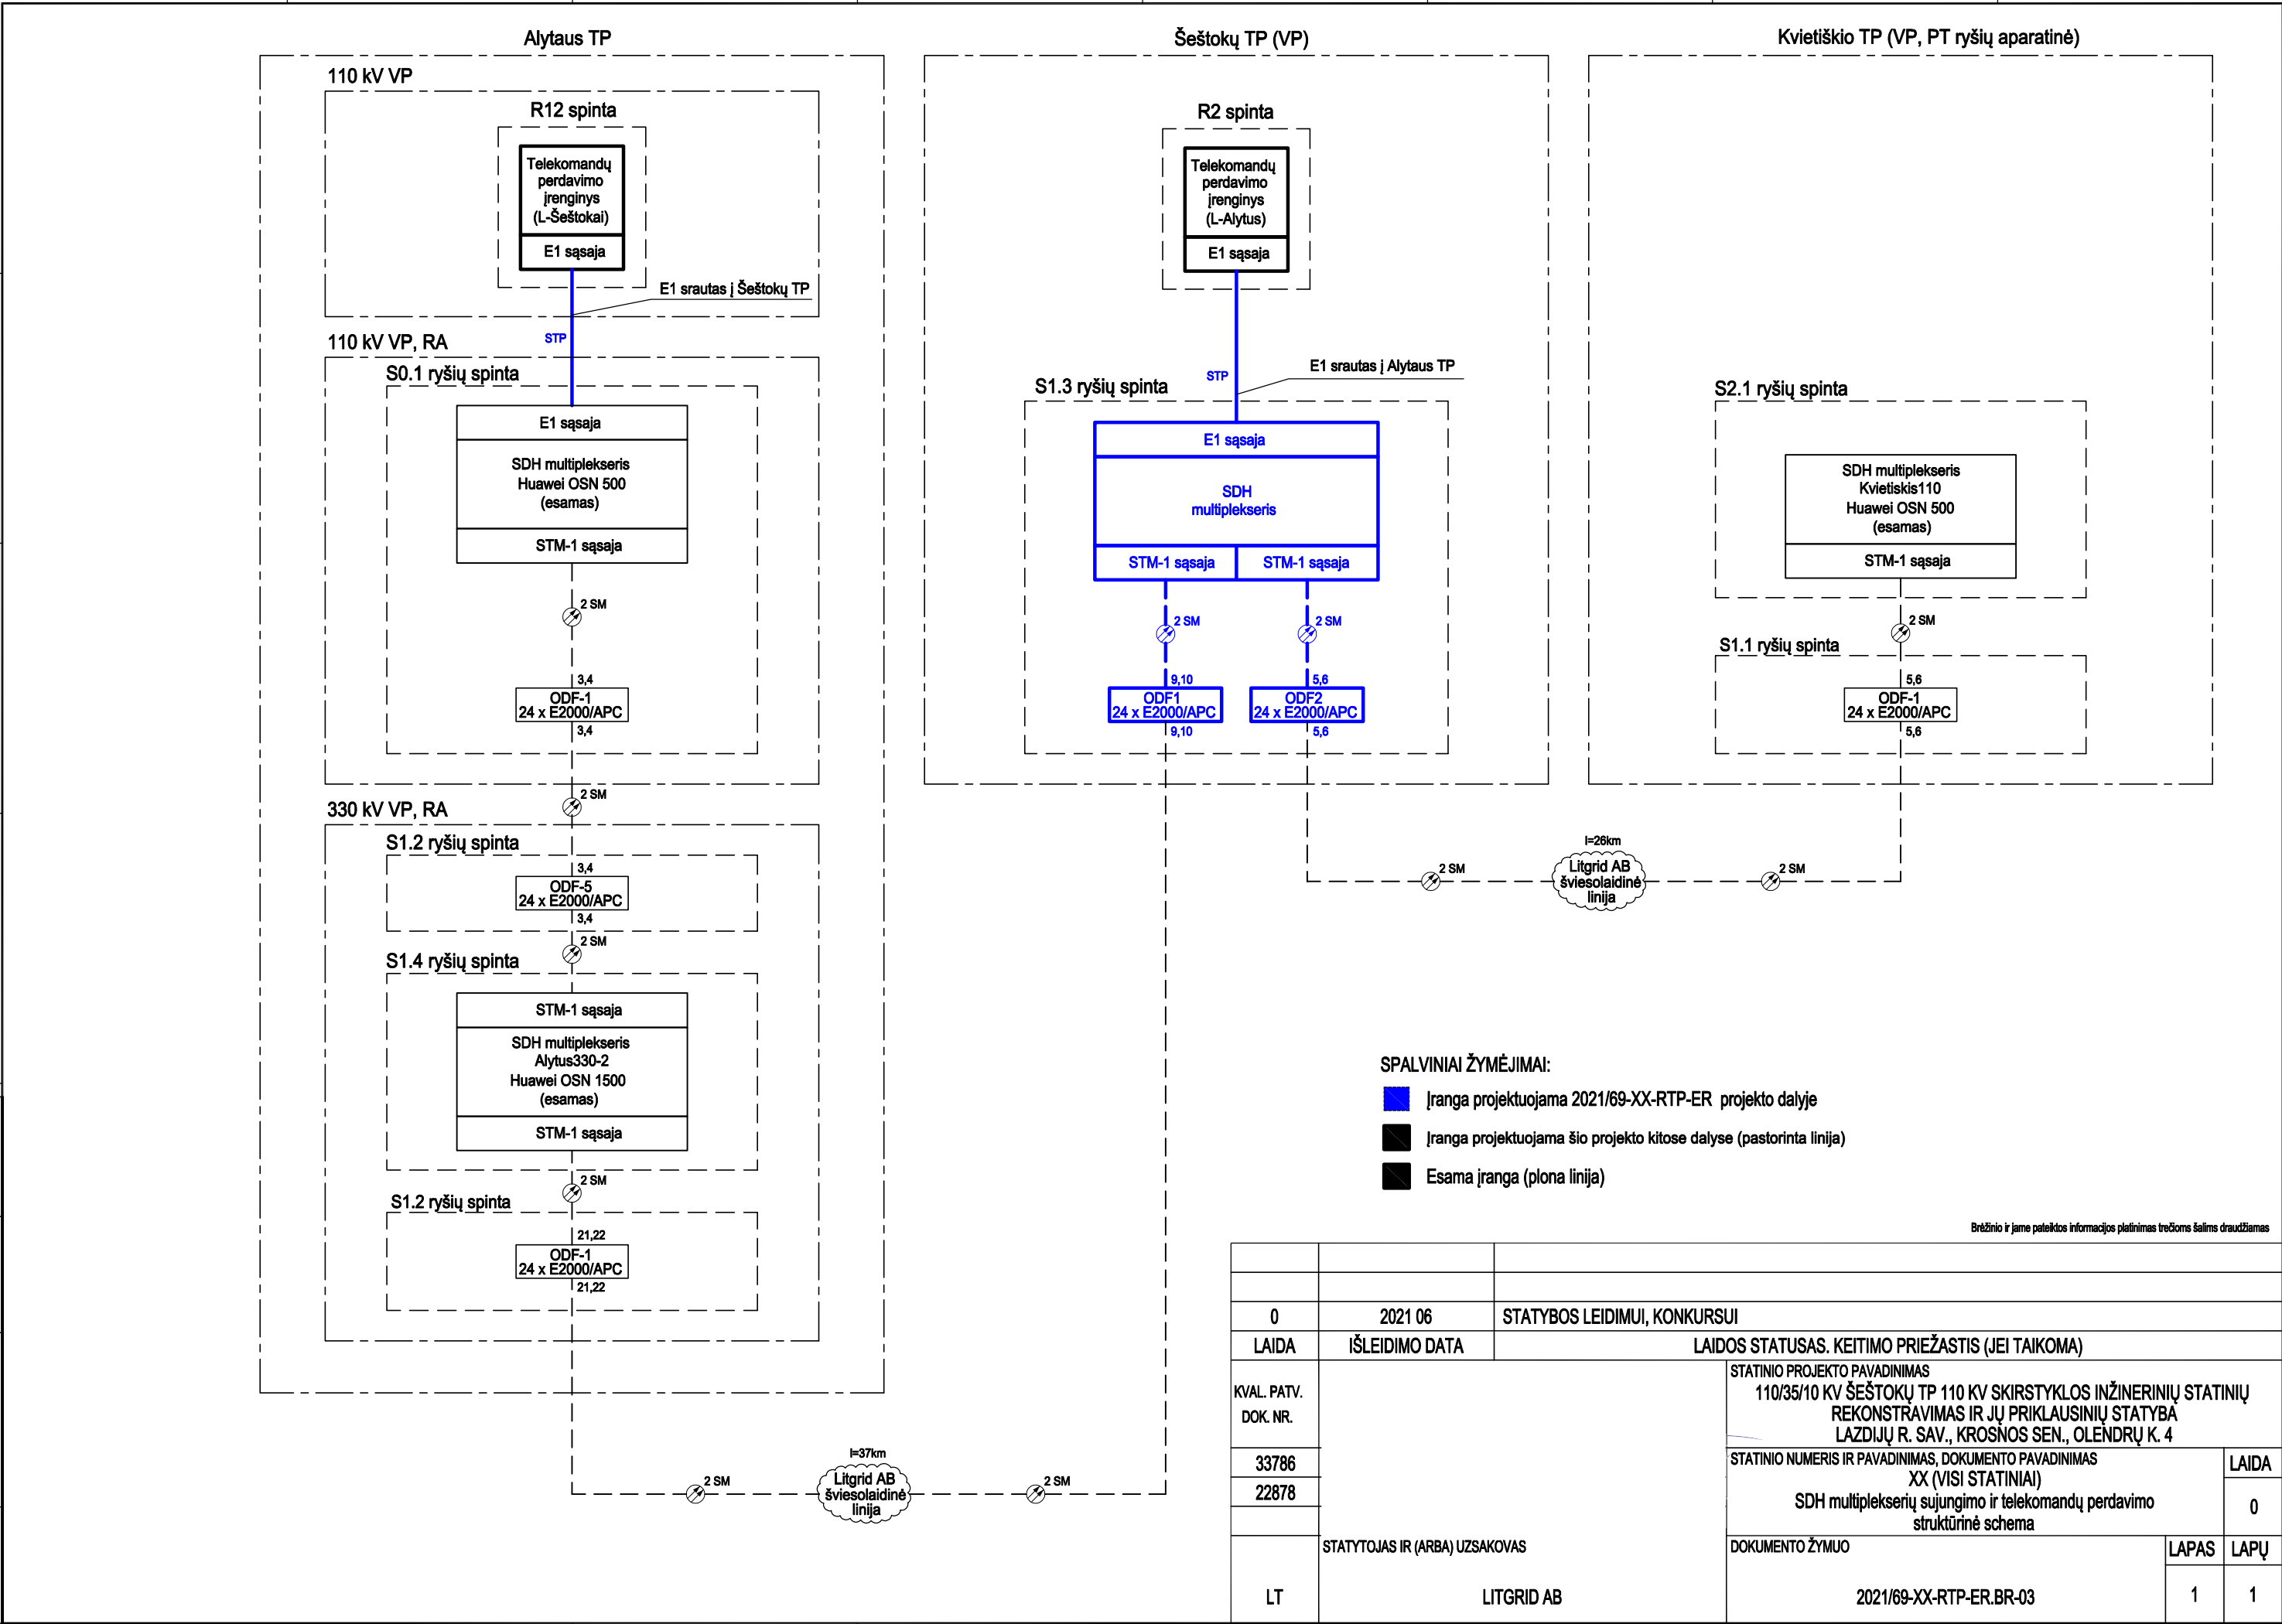 Alytaus TP
110 kV VP
R12 spinta
Telekomandų
perdavimo
įrenginys
(L-Šeštokai)
E1 sąsaja
E1 srautas į Šeštokų TP
STP
110 kV VP, RA
S0.1 ryšių spinta
E1 sąsaja
SDH multiplekseris
Huawei OSN 500
(esamas)
STM-1 sąsaja
2 SM
3,4
ODF-1
24 x E2000/APC
3,4
2 SM
330 kV VP, RA
S1.2 ryšių spinta
3,4
ODF-5
24 x E2000/APC
3,4
2 SM
S1.4 ryšių spinta
STM-1 sąsaja
SDH multiplekseris
Alytus330-2
Huawei OSN 1500
(esamas)
STM-1 sąsaja
2 SM
S1.2 ryšių spinta
21,22
ODF-1
24 x E2000/APC
21,22
2 SM
l=37km
Litgrid AB
šviesolaidinė
linija
2 SM
Šeštokų TP (VP)
R2 spinta
Telekomandų
perdavimo
įrenginys
(L-Alytus)
E1 sąsaja
STP
E1 srautas į Alytaus TP
S1.3 ryšių spinta
E1 sąsaja
SDH
multiplekseris
STM-1 sąsaja
STM-1 sąsaja
2 SM
2 SM
9,10
5,6
ODF1
24 x E2000/APC
ODF2
24 x E2000/APC
9,10
5,6
2 SM
l=26km
Litgrid AB
šviesolaidinė
linija
2 SM
Kvietiškio TP (VP, PT ryšių aparatinė)
S2.1 ryšių spinta
SDH multiplekseris
Kvietiskis110
Huawei OSN 500
(esamas)
STM-1 sąsaja
2 SM
S1.1 ryšių spinta
5,6
ODF-1
24 x E2000/APC
5,6
SPALVINIAI ŽYMĖJIMAI:
Įranga projektuojama 2021/69-XX-RTP-ER projekto dalyje
Įranga projektuojama šio projekto kitose dalyse (pastorinta linija)
Esama įranga (plona linija)
Brėžinio ir jame pateiktos informacijos platinimas trečioms šalims draudžiamas
0 2021 06 STATYBOS LEIDIMUI, KONKURSUI
LAIDA IŠLEIDIMO DATA LAIDOS STATUSAS. KEITIMO PRIEŽASTIS (JEI TAIKOMA)
KVAL. PATV.
DOK. NR.
STATINIO PROJEKTO PAVADINIMAS
110/35/10 KV ŠEŠTOKŲ TP 110 KV SKIRSTYKLOS INŽINERINIŲ STATINIŲ
REKONSTRAVIMAS IR JŲ PRIKLAUSINIŲ STATYBA
LAZDIJŲ R. SAV., KROSNOS SEN., OLENDRŲ K. 4
33786
22878
STATINIO NUMERIS IR PAVADINIMAS, DOKUMENTO PAVADINIMAS
XX (VISI STATINIAI)
SDH multiplekserių sujungimo ir telekomandų perdavimo
struktūrinė schema
LAIDA
0
STATYTOJAS IR (ARBA) UZSAKOVAS
DOKUMENTO ŽYMUO
LAPAS LAPŲ
LT LITGRID AB 2021/69-XX-RTP-ER.BR-03 1 1